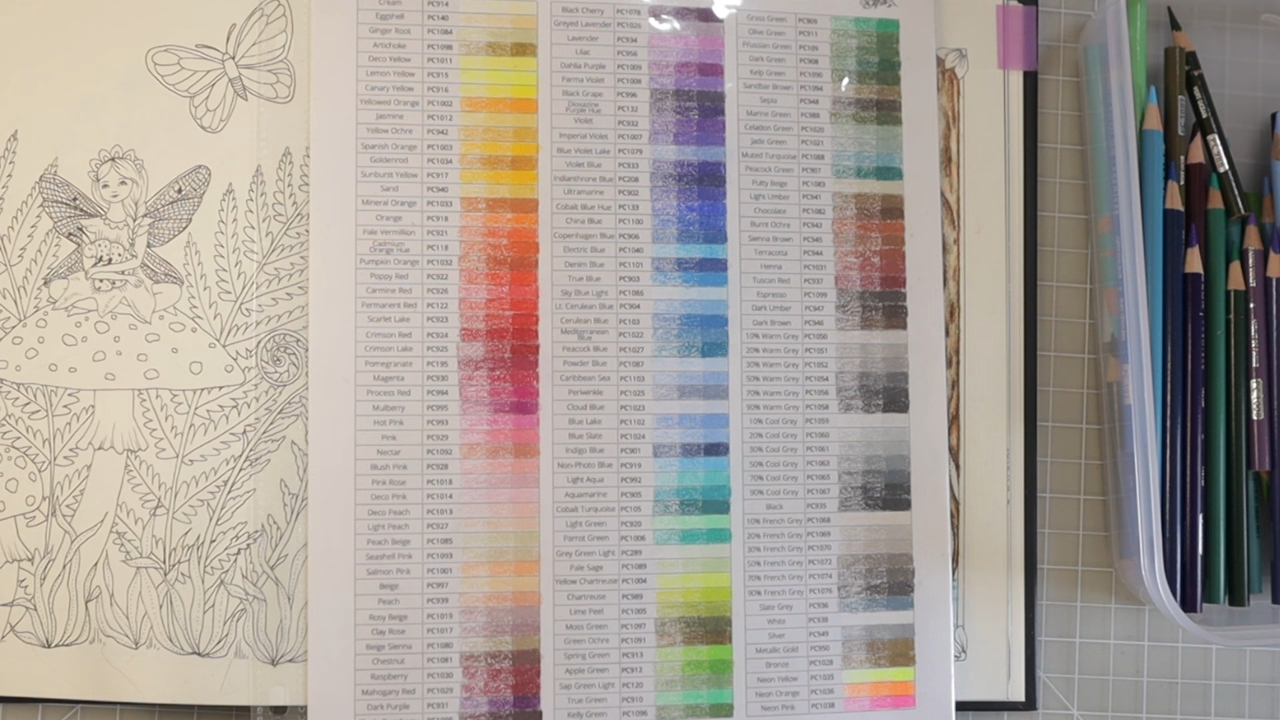 Cream PC914
Eggshell PC140
Ginger Root PC1084
Artichoke PC1098
Deco Yellow PC1011
Lemon Yellow PC915
Canary Yellow PC916
Yellowed Orange PC1002
Jasmine PC1012
Yellow Ochre PC942
Spanish Orange PC1003
Goldenrod PC1034
Sunburst Yellow PC917
Sand PC940
Mineral Orange PC1033
Orange PC918
Pale Vermillion PC921
Cadmium Orange Hue PC118
Pumpkin Orange PC1032
Poppy Red PC922
Carmine Red PC926
Permanent Red PC122
Scarlet Lake PC923
Crimson Red PC924
Crimson Lake PC925
Pomegranate PC195
Magenta PC930
Process Red PC994
Mulberry PC995
Hot Pink PC993
Pink PC929
Nectar PC1092
Blush Pink PC928
Pink Rose PC1018
Deco Pink PC1014
Deco Peach PC1013
Light Peach PC927
Peach Beige PC1085
Seashell Pink PC1093
Salmon Pink PC1001
Beige PC997
Peach PC939
Rosy Beige PC1019
Clay Rose PC1017
Beige Sienna PC1080
Chestnut PC1081
Raspberry PC1030
Mahogany Red PC1029
Dark Purple PC931
Black Cherry PC1078
Greyed Lavender PC1026
Lavender PC934
Lilac PC956
Dahlia Purple PC1009
Parma Violet PC1008
Black Grape PC996
Dioxazine Purple Hue PC132
Violet PC932
Imperial Violet PC1007
Blue Violet Lake PC1079
Violet Blue PC933
Indianthrone Blue PC208
Ultramarine PC902
Cobalt Blue Hue PC133
China Blue PC1100
Copenhagen Blue PC906
Electric Blue PC1040
Denim Blue PC1101
True Blue PC903
Sky Blue Light PC1086
Lt. Cerulean Blue PC904
Cerulean Blue PC103
Mediterranean Blue PC1022
Peacock Blue PC1027
Powder Blue PC1087
Caribbean Sea PC1103
Periwinkle PC1025
Cloud Blue PC1023
Blue Lake PC1102
Blue Slate PC1024
Indigo Blue PC901
Non-Photo Blue PC919
Light Aqua PC992
Aquamarine PC905
Cobalt Turquoise PC105
Light Green PC920
Parrot Green PC1006
Grey Green Light PC289
Pale Sage PC1089
Yellow Chartreuse PC1004
Chartreuse PC989
Lime Peel PC1005
Moss Green PC1097
Green Ochre PC1091
Spring Green PC913
Apple Green PC912
Sap Green Light PC120
True Green PC910
Kelly Green PC1096
Grass Green PC909
Olive Green PC911
Prussian Green PC109
Dark Green PC908
Kelp Green PC1090
Sandbar Brown PC1094
Sepia PC948
Marine Green PC988
Celadon Green PC1020
Jade Green PC1021
Muted Turquoise PC1088
Peacock Green PC907
Putty Beige PC1083
Light Umber PC941
Chocolate PC1082
Burnt Ochre PC943
Sienna Brown PC945
Terracotta PC944
Henna PC1031
Tuscan Red PC937
Espresso PC1099
Dark Umber PC947
Dark Brown PC946
10% Warm Grey PC1050
20% Warm Grey PC1051
30% Warm Grey PC1052
50% Warm Grey PC1054
70% Warm Grey PC1056
90% Warm Grey PC1058
10% Cool Grey PC1059
20% Cool Grey PC1060
30% Cool Grey PC1061
50% Cool Grey PC1063
70% Cool Grey PC1065
90% Cool Grey PC1067
Black PC935
10% French Grey PC1068
20% French Grey PC1069
30% French Grey PC1070
50% French Grey PC1072
70% French Grey PC1074
90% French Grey PC1076
Slate Grey PC936
White PC938
Silver PC949
Metallic Gold PC950
Bronze PC1028
Neon Yellow PC1035
Neon Orange PC1036
Neon Pink PC1038